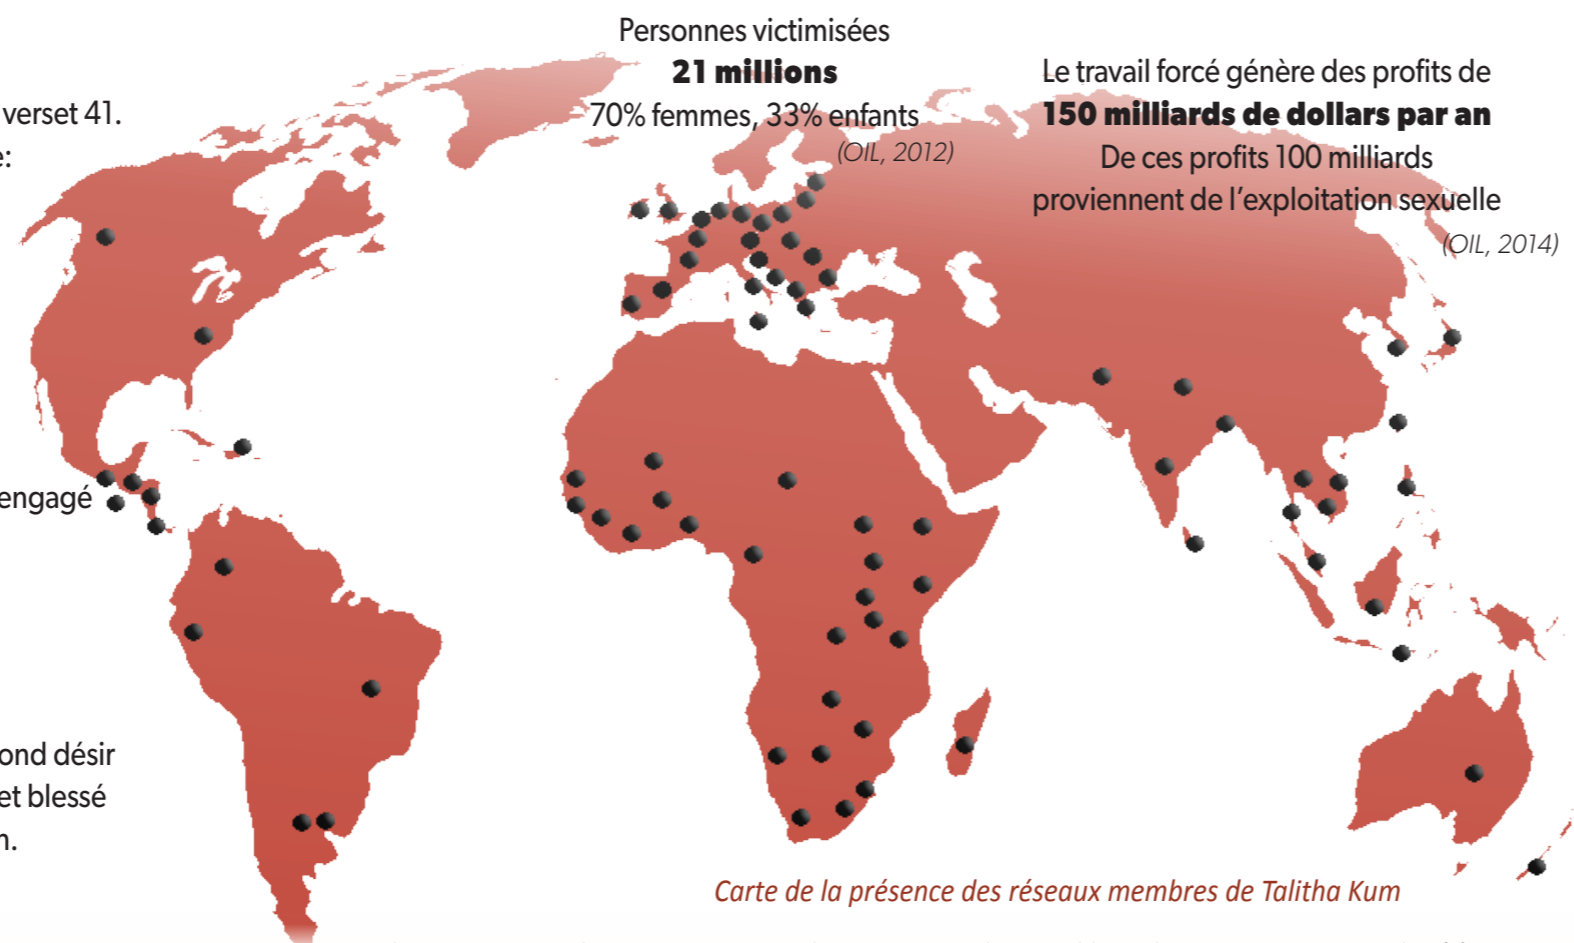 Personnes victimisées
21 millions
70% femmes, 33% enfants
(OIL, 2012)
Le travail forcé génère des profits de
150 milliards de dollars par an
De ces profits 100 milliards
proviennent de l'exploitation sexuelle
(OIL, 2014)
verset 41.
e:
engagé
ond désir
et blessé
n.
Carte de la présence des réseaux membres de Talitha Kum